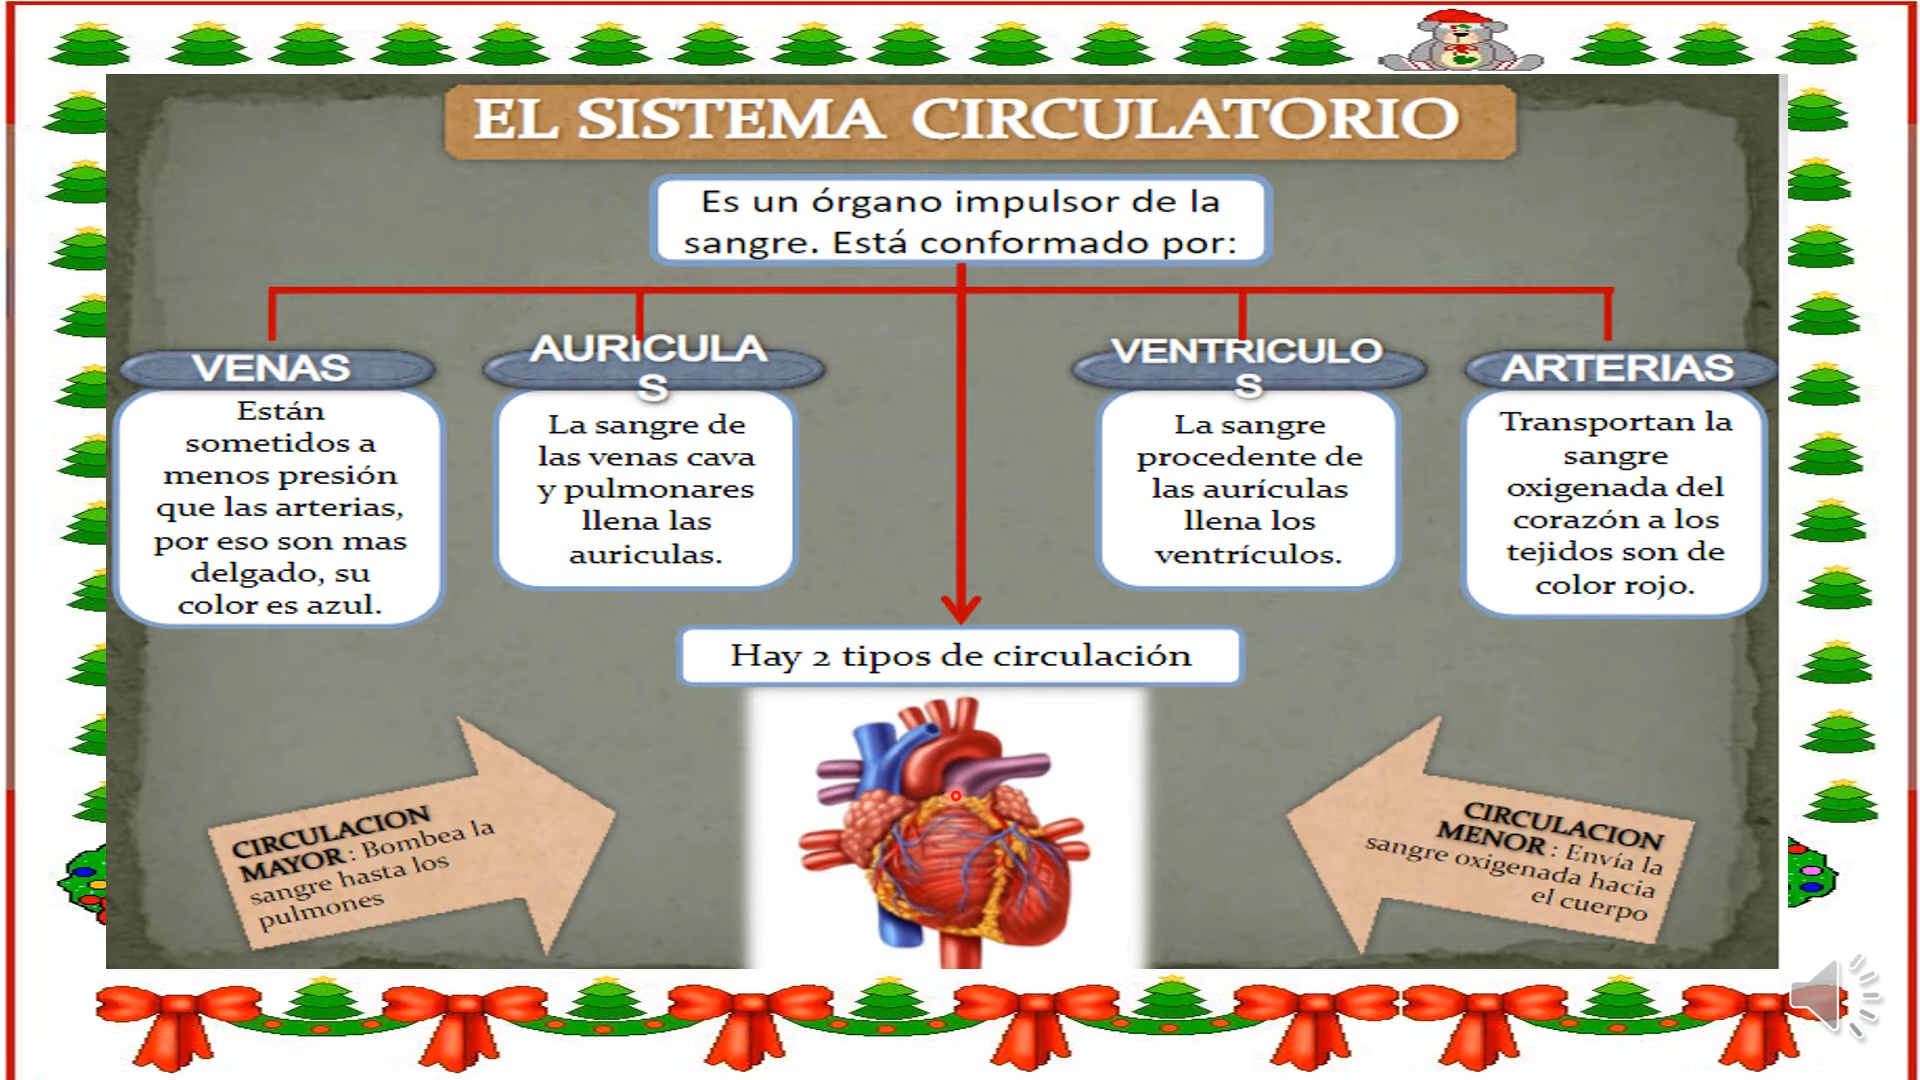 EL SISTEMA CIRCULATORIO
Es un órgano impulsor de la
sangre. Está conformado por:
VENAS
Están
sometidos a
menos presión
que las arterias,
por eso son mas
delgado, su
color es azul.
AURICULA
S
La sangre de
las venas cava
y pulmonares
llena las
auriculas.
VENTRICULO
S
La sangre
procedente de
las aurículas
llena los
ventrículos.
ARTERIAS
Transportan la
sangre
oxigenada del
corazón a los
tejidos son de
color rojo.
Hay 2 tipos de circulación
CIRCULACION
MAYOR : Bombea la
sangre hasta los
pulmones
CIRCULACION
MENOR : Envía la
sangre oxigenada hacia
el cuerpo